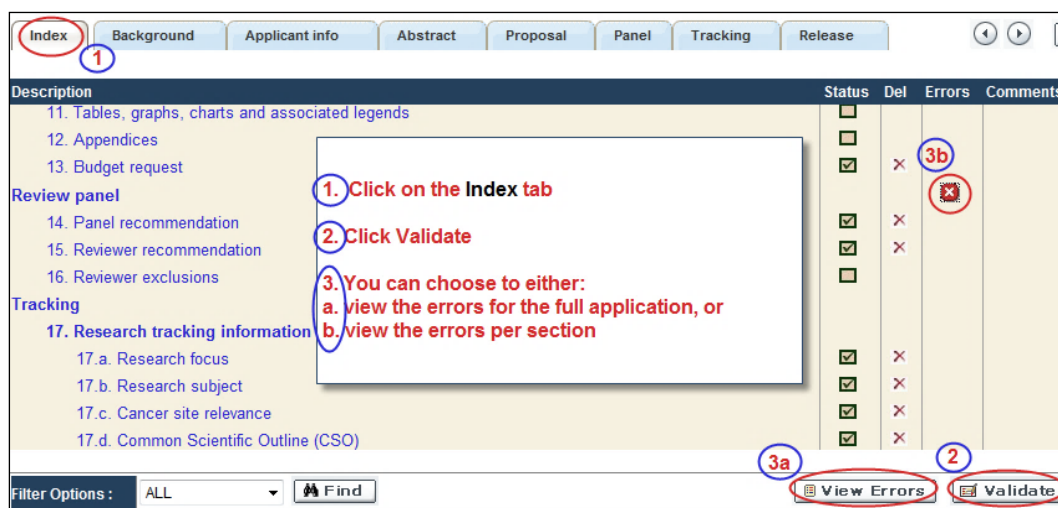 Index Background Applicant info Abstract Proposal Panel Tracking Release
1
Description Status Del Errors Comments
11. Tables, graphs, charts and associated legends
12. Appendices
13. Budget request
3b
Review panel
14. Panel recommendation
15. Reviewer recommendation
16. Reviewer exclusions
Tracking
17. Research tracking information
17.a. Research focus
17.b. Research subject
17.c. Cancer site relevance
17.d. Common Scientific Outline (CSO)
1. Click on the Index tab
2. Click Validate
3. You can choose to either:
a. view the errors for the full application, or
b. view the errors per section
3a
2
Filter Options : ALL Find View Errors Validate